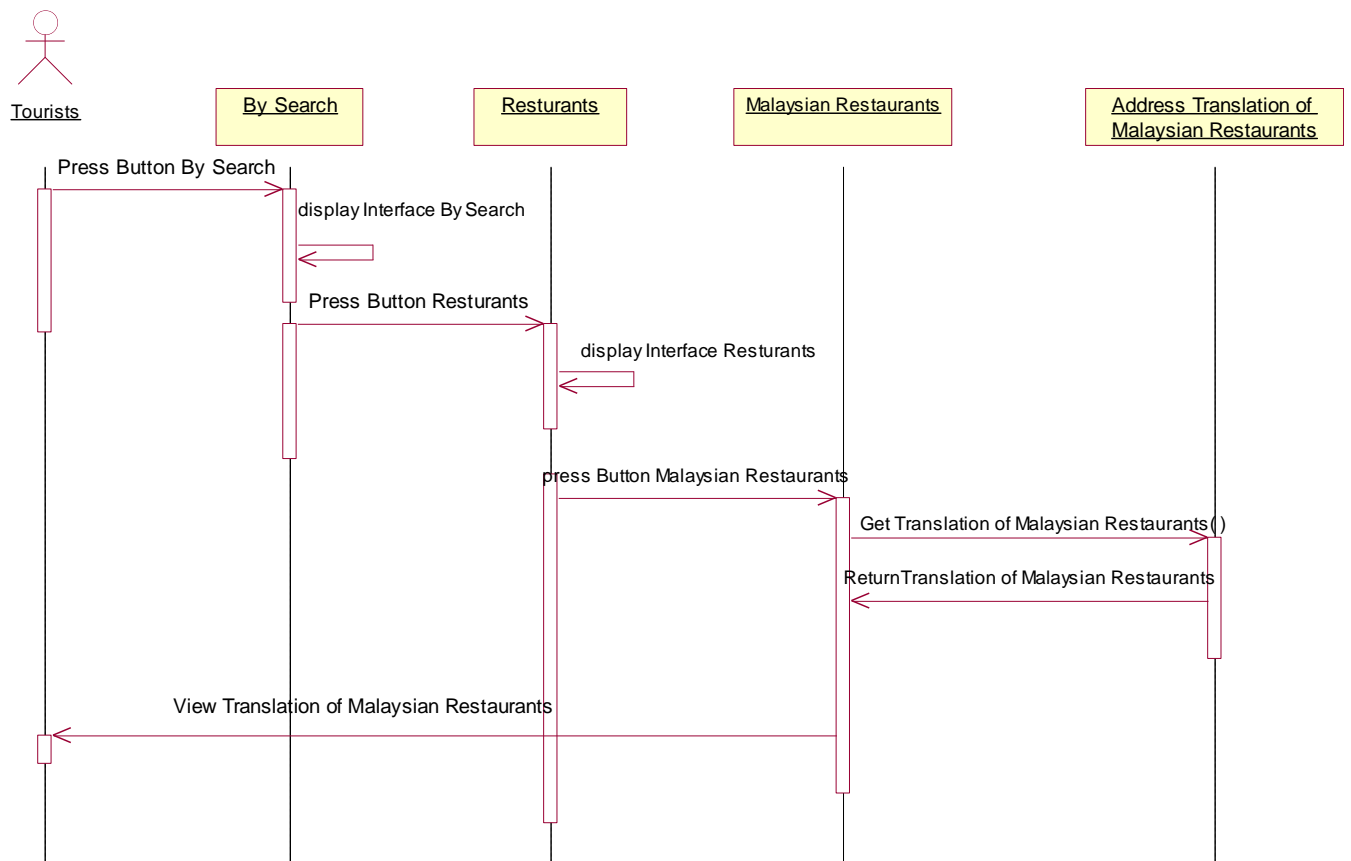 Tourists
By Search
Resturants
Malaysian Restaurants
Address Translation of
Malaysian Restaurants
Press Button By Search
display Interface By Search
Press Button Resturants
display Interface Resturants
press Button Malaysian Restaurants
Get Translation of Malaysian Restaurants( )
Return Translation of Malaysian Restaurants
View Translation of Malaysian Restaurants